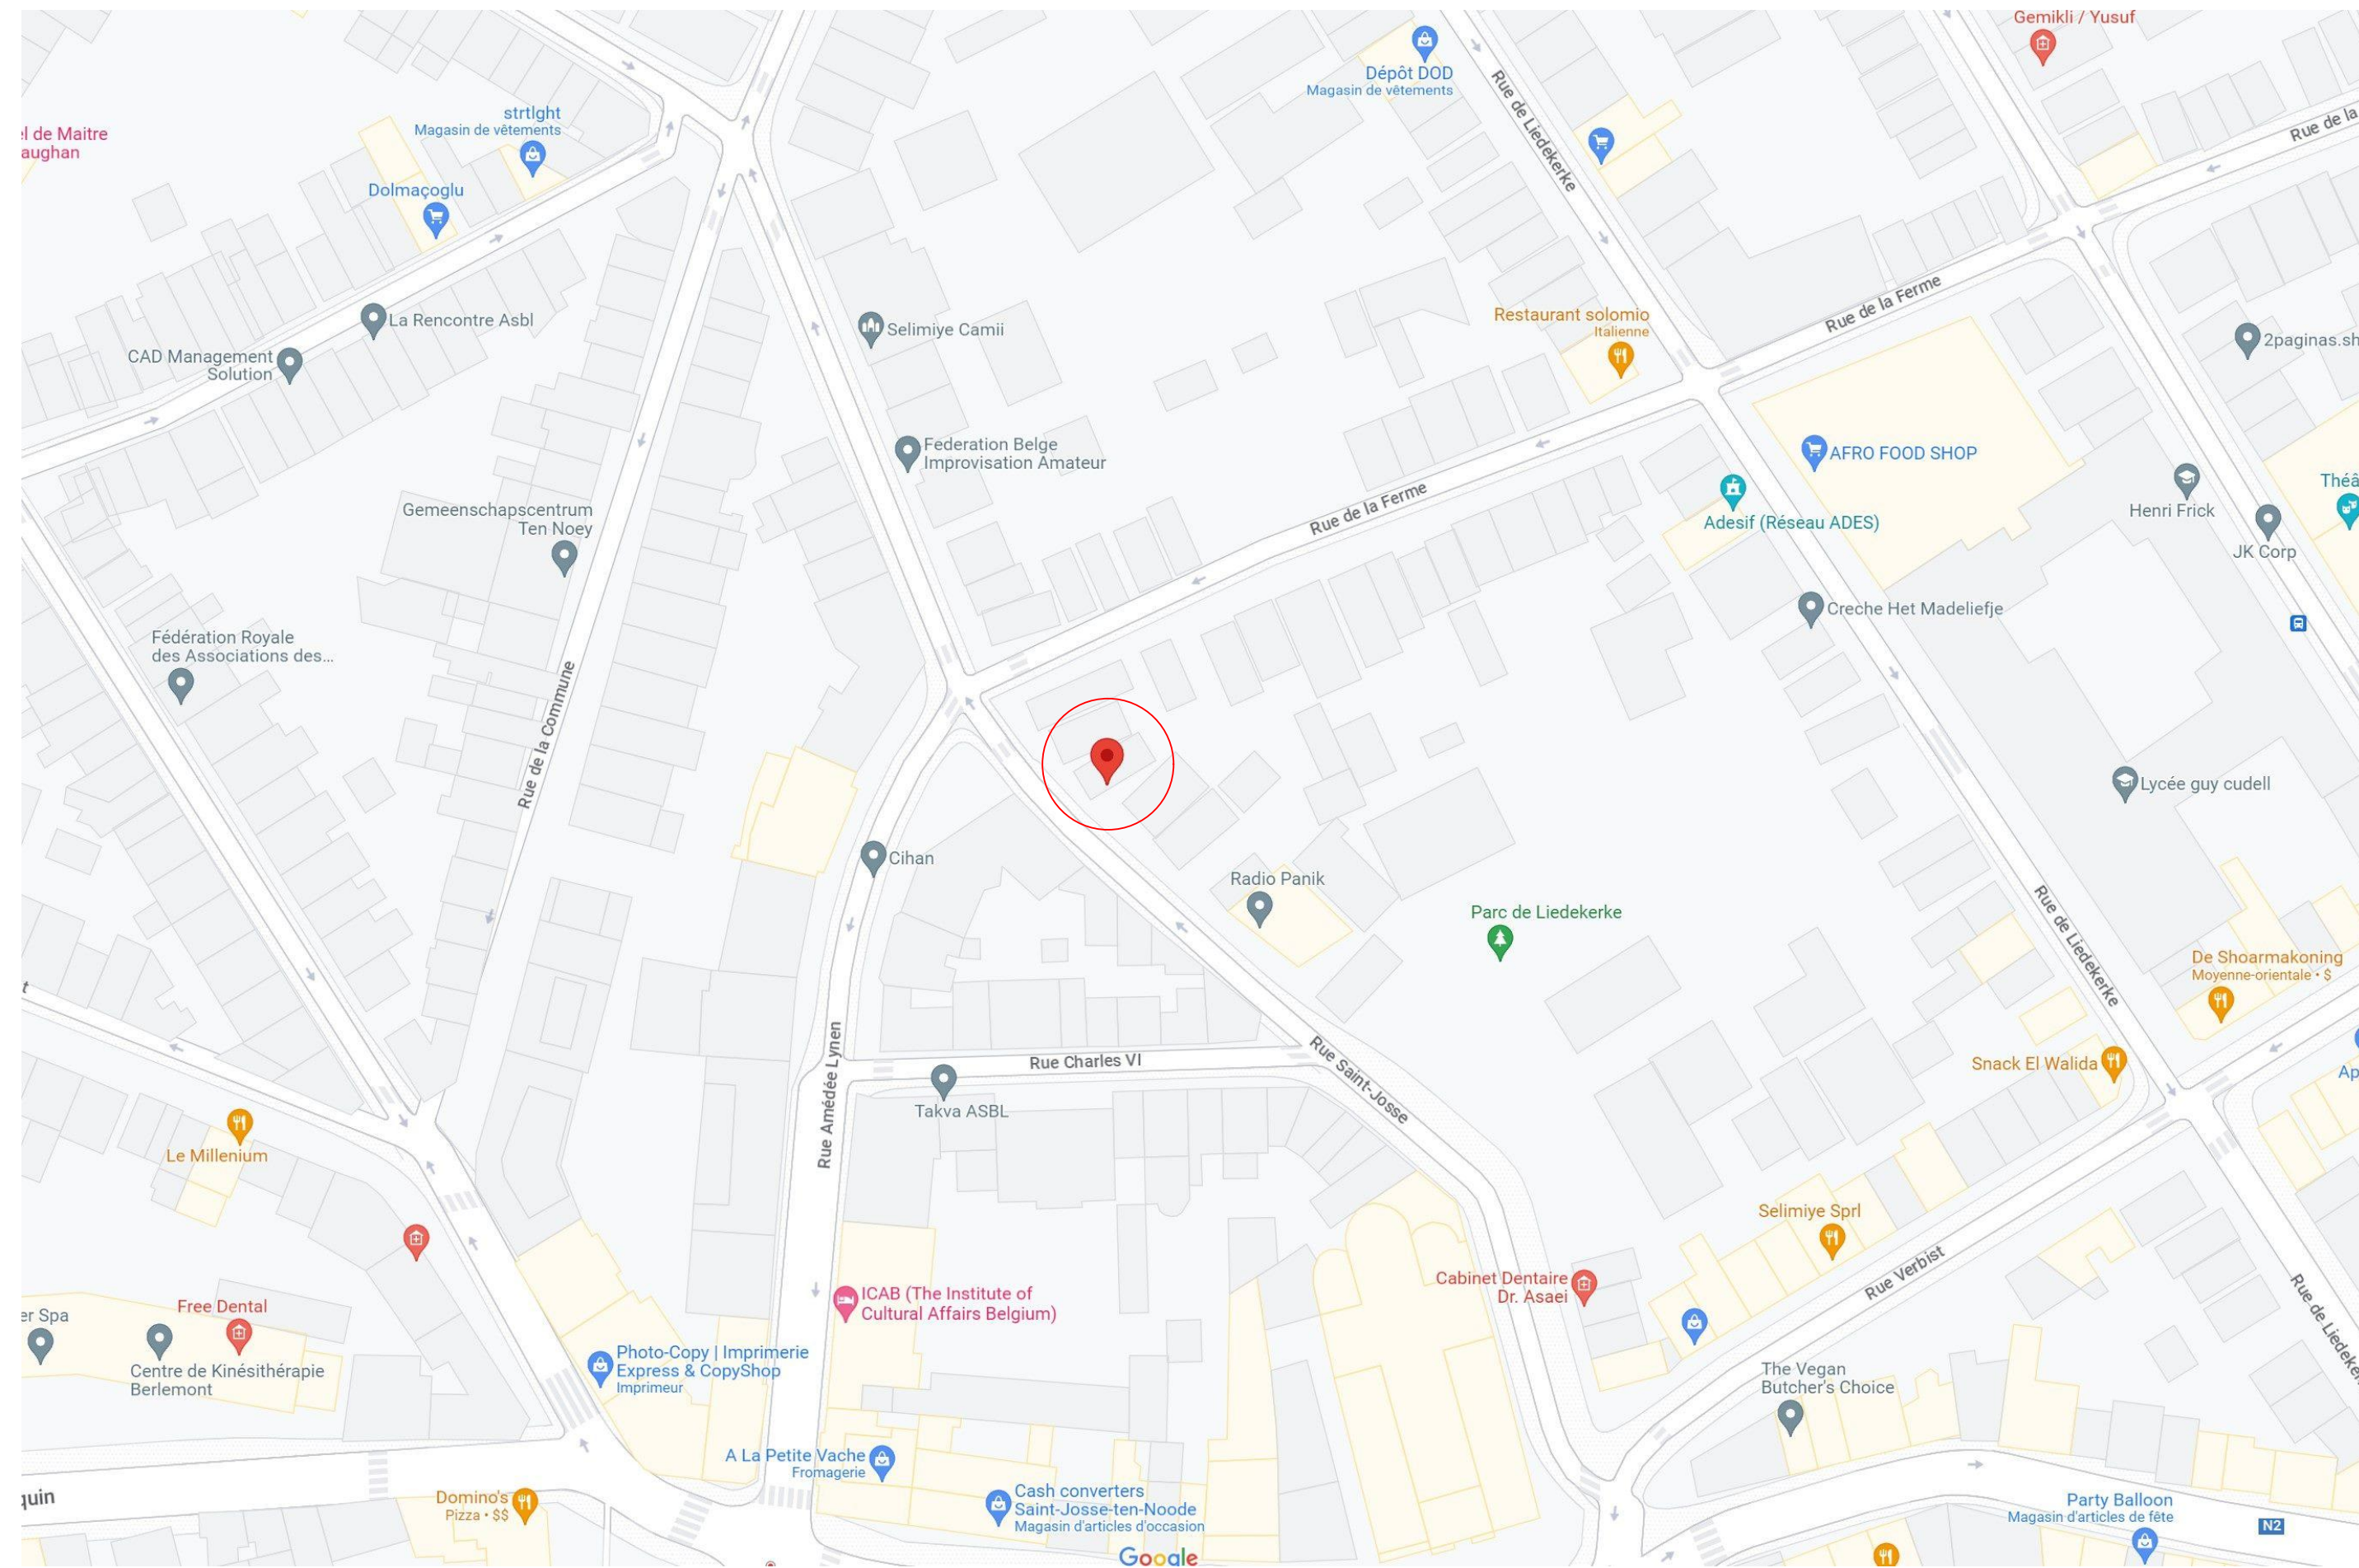 Gemikli / Yusuf
Dépôt DOD
Magasin de vêtements
strtlght
Magasin de vêtements
el de Maitre
aughan
Dolmaçoglu
Rue de Liedekerke
Rue de la
La Rencontre Asbl
CAD Management
Solution
Selimiye Camii
Restaurant solomio
Italienne
Rue de la Ferme
2paginas.sh
Federation Belge
Improvisation Amateur
AFRO FOOD SHOP
Gemeenschapscentrum
Ten Noey
Rue de la Ferme
Adesif (Réseau ADES)
Henri Frick
Théâ
JK Corp
Fédération Royale
des Associations des...
Creche Het Madeliefje
Rue de la Commune
Lycée guy cudell
Cihan
Radio Panik
Parc de Liedekerke
Rue de Liedekerke
De Shoarmakoning
Moyenne-orientale • $
t
Rue Amédée Lynen
Rue Charles VI
Rue Saint-Josse
Snack El Walida
Ap
Takva ASBL
Le Millenium
Selimiye Sprl
Rue Verbist
Cabinet Dentaire
Dr. Asaei
ICAB (The Institute of
Cultural Affairs Belgium)
Rue de Liedeker
er Spa
Free Dental
Centre de Kinésithérapie
Berlemont
Photo-Copy | Imprimerie
Express & CopyShop
Imprimeur
The Vegan
Butcher's Choice
A La Petite Vache
Fromagerie
quin
Domino's
Pizza • $$
Cash converters
Saint-Josse-ten-Noode
Magasin d'articles d'occasion
Party Balloon
Magasin d'articles de fête
N2
Google